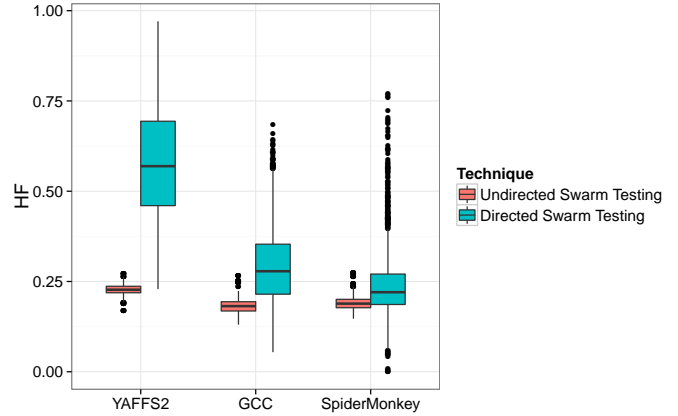 1.00
0.75
0.50
0.25
0.00
HF
YAFFS2
GCC
SpiderMonkey
Technique
Undirected Swarm Testing
Directed Swarm Testing